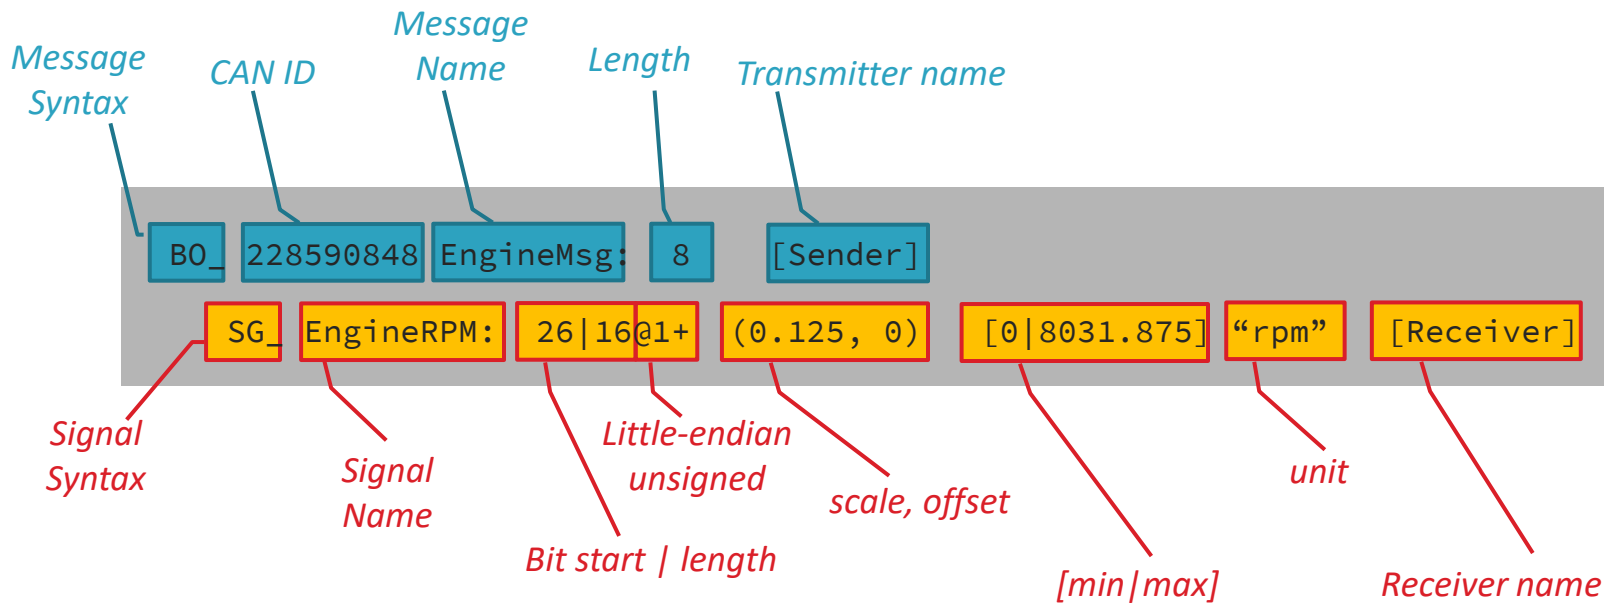 Message
Syntax
CAN ID
Message
Name
Length
Transmitter name
BO_ 228590848 EngineMsg: 8 [Sender]
SG_ EngineRPM: 26|16@1+ (0.125, 0) [0|8031.875] “rpm” [Receiver]
Signal
Syntax
Signal
Name
Bit start | length
Little-endian
unsigned
scale, offset
[min|max]
unit
Receiver name